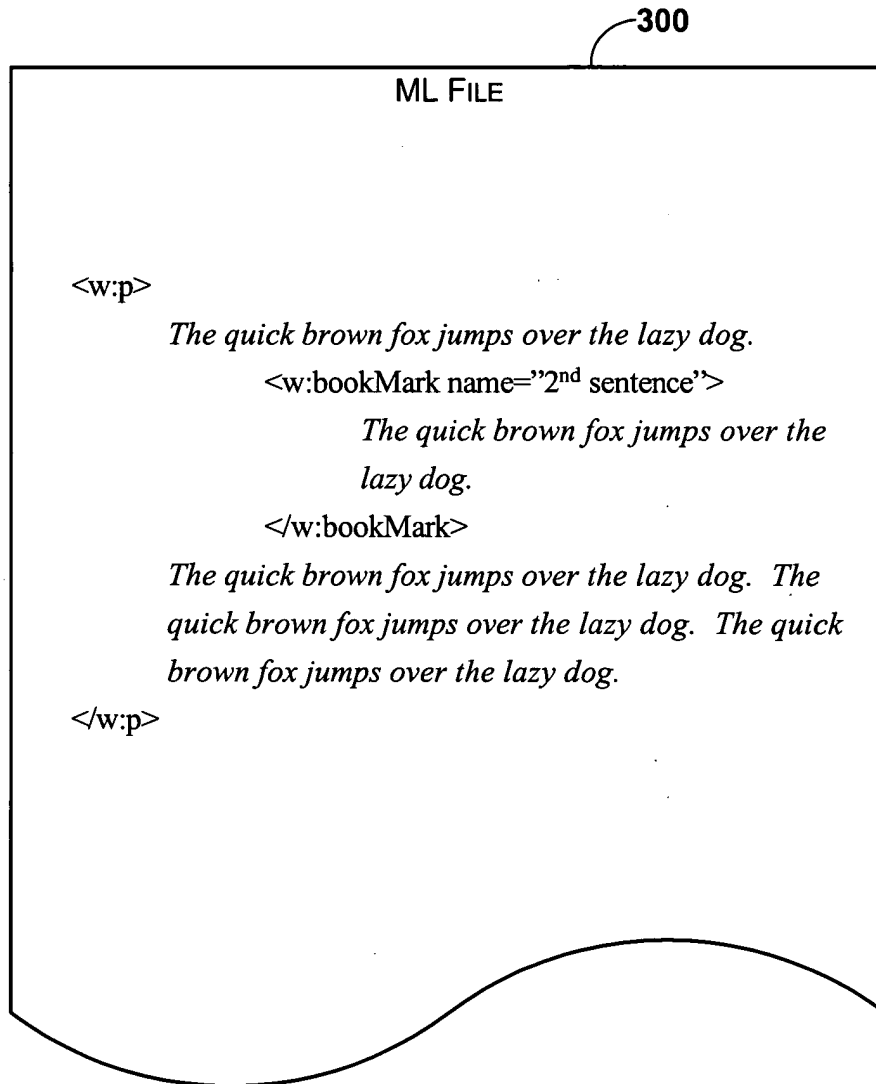 300
ML FILE
<w:p>
The quick brown fox jumps over the lazy dog.
<w:bookMark name=”2nd sentence”>
The quick brown fox jumps over the
lazy dog.
</w:bookMark>
The quick brown fox jumps over the lazy dog.  The
quick brown fox jumps over the lazy dog.  The quick
brown fox jumps over the lazy dog.
</w:p>